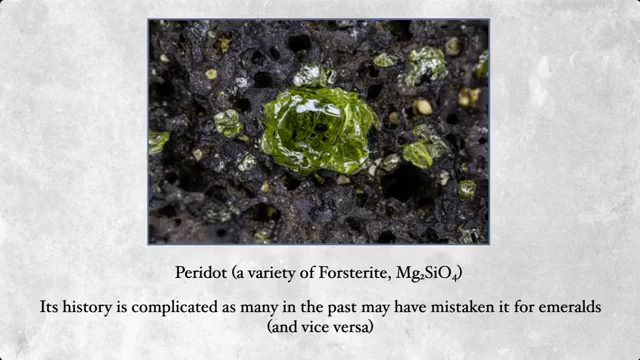 Peridot (a variety of Forsterite, Mg₂SiO₄)
Its history is complicated as many in the past may have mistaken it for emeralds
(and vice versa)